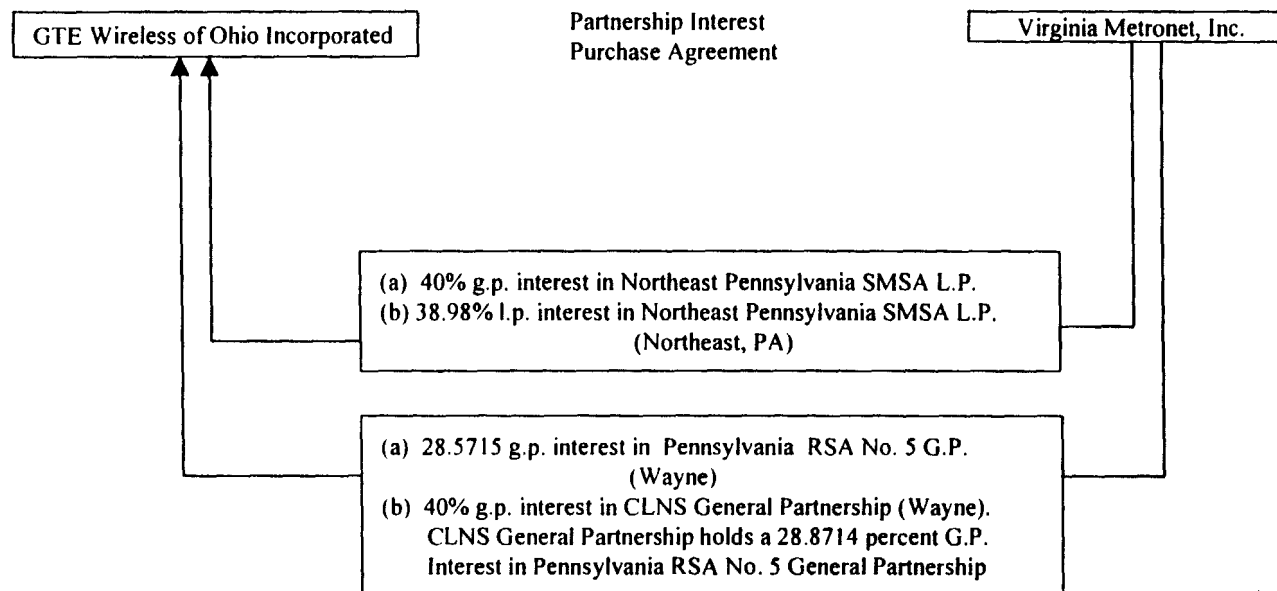 GTE Wireless of Ohio Incorporated
Partnership Interest
Purchase Agreement
Virginia Metronet, Inc.
(a) 40% g.p. interest in Northeast Pennsylvania SMSA L.P.
(b) 38.98% l.p. interest in Northeast Pennsylvania SMSA L.P.
(Northeast, PA)
(a) 28.5715 g.p. interest in Pennsylvania RSA No. 5 G.P.
(Wayne)
(b) 40% g.p. interest in CLNS General Partnership (Wayne).
CLNS General Partnership holds a 28.8714 percent G.P.
Interest in Pennsylvania RSA No. 5 General Partnership